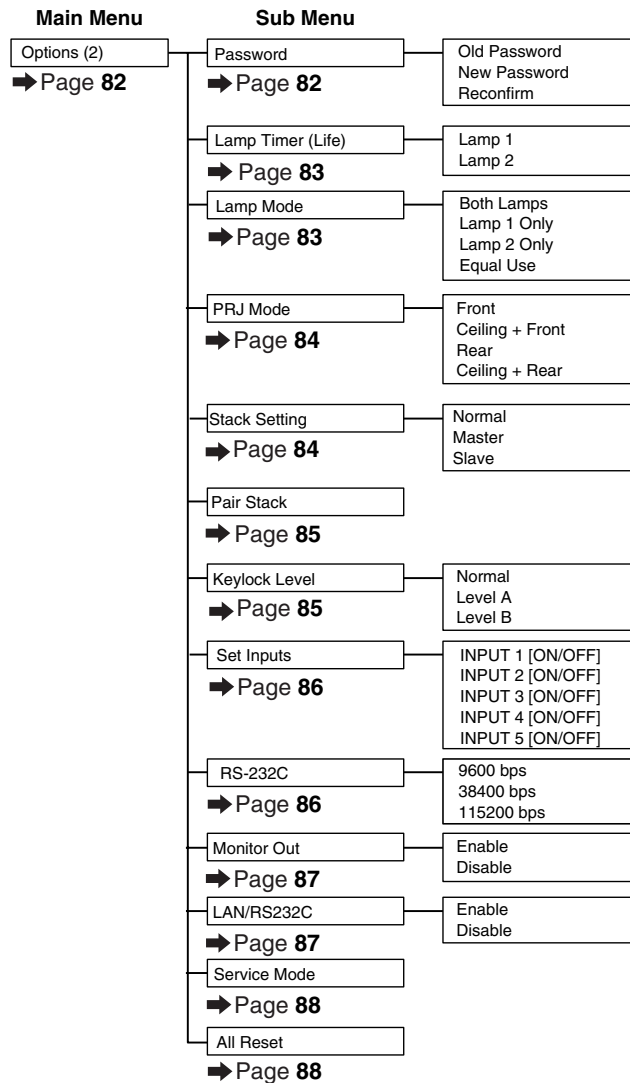 Main Menu
Sub Menu
Options (2)
➡ Page 82
Password
➡ Page 82
Old Password
New Password
Reconfirm
Lamp Timer (Life)
➡ Page 83
Lamp 1
Lamp 2
Lamp Mode
➡ Page 83
Both Lamps
Lamp 1 Only
Lamp 2 Only
Equal Use
PRJ Mode
➡ Page 84
Front
Ceiling + Front
Rear
Ceiling + Rear
Stack Setting
➡ Page 84
Normal
Master
Slave
Pair Stack
➡ Page 85
Keylock Level
➡ Page 85
Normal
Level A
Level B
Set Inputs
➡ Page 86
INPUT 1 [ON/OFF]
INPUT 2 [ON/OFF]
INPUT 3 [ON/OFF]
INPUT 4 [ON/OFF]
INPUT 5 [ON/OFF]
RS-232C
➡ Page 86
9600 bps
38400 bps
115200 bps
Monitor Out
➡ Page 87
Enable
Disable
LAN/RS232C
➡ Page 87
Enable
Disable
Service Mode
➡ Page 88
All Reset
➡ Page 88